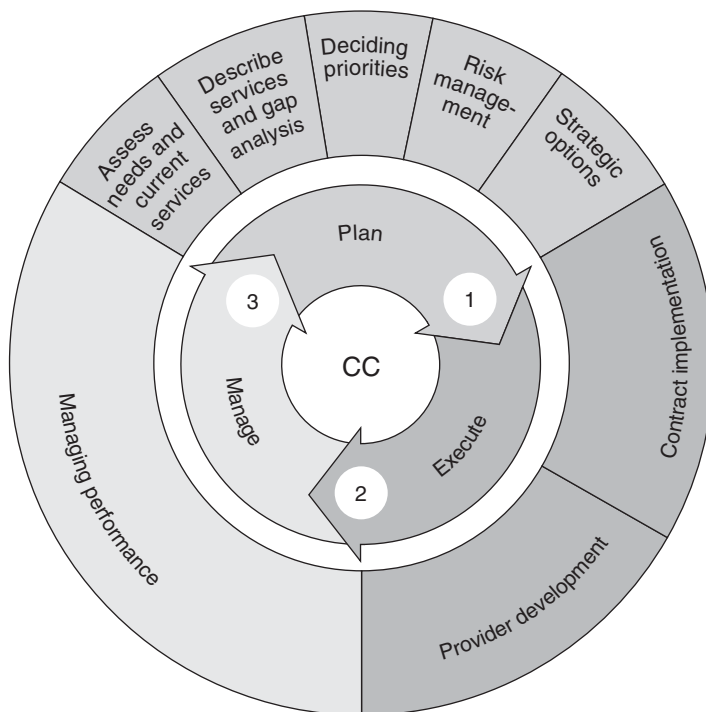 Assess
needs and
current
services
Describe
services
and gap
analysis
Deciding
priorities
Risk
manage-
ment
Strategic
options
Contract implementation
Provider development
Managing performance
Plan
1
Execute
2
Manage
3
CC